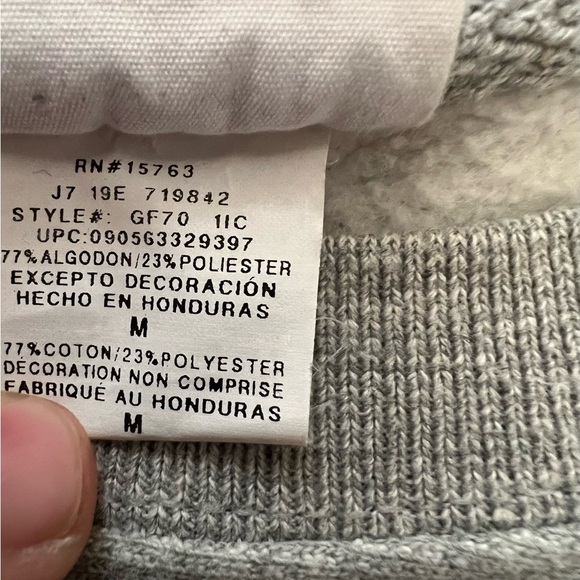 RN#15763
J7 19E 719842
STYLE#: GF70 1IC
UPC:090563329397
77%ALGODON/23%POLIESTER
EXCEPTO DECORACIÓN
HECHO EN HONDURAS
M
77%COTON/23%POLYESTER
DÉCORATION NON COMPRISE
FABRIQUÉ AU HONDURAS
M